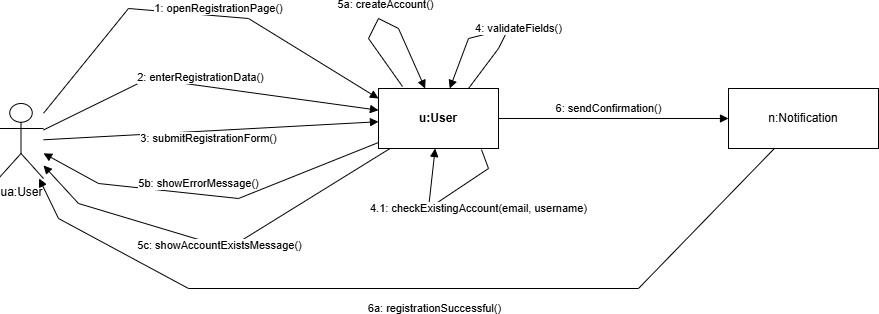 5a: createAccount()
1: openRegistrationPage()
4: validateFields()
2: enterRegistrationData()
6: sendConfirmation()
u:User
n:Notification
3: submitRegistrationForm()
5b: showErrorMessage()
ua:User
4.1: checkExistingAccount(email, username)
5c: showAccountExistsMessage()
6a: registrationSuccessful()